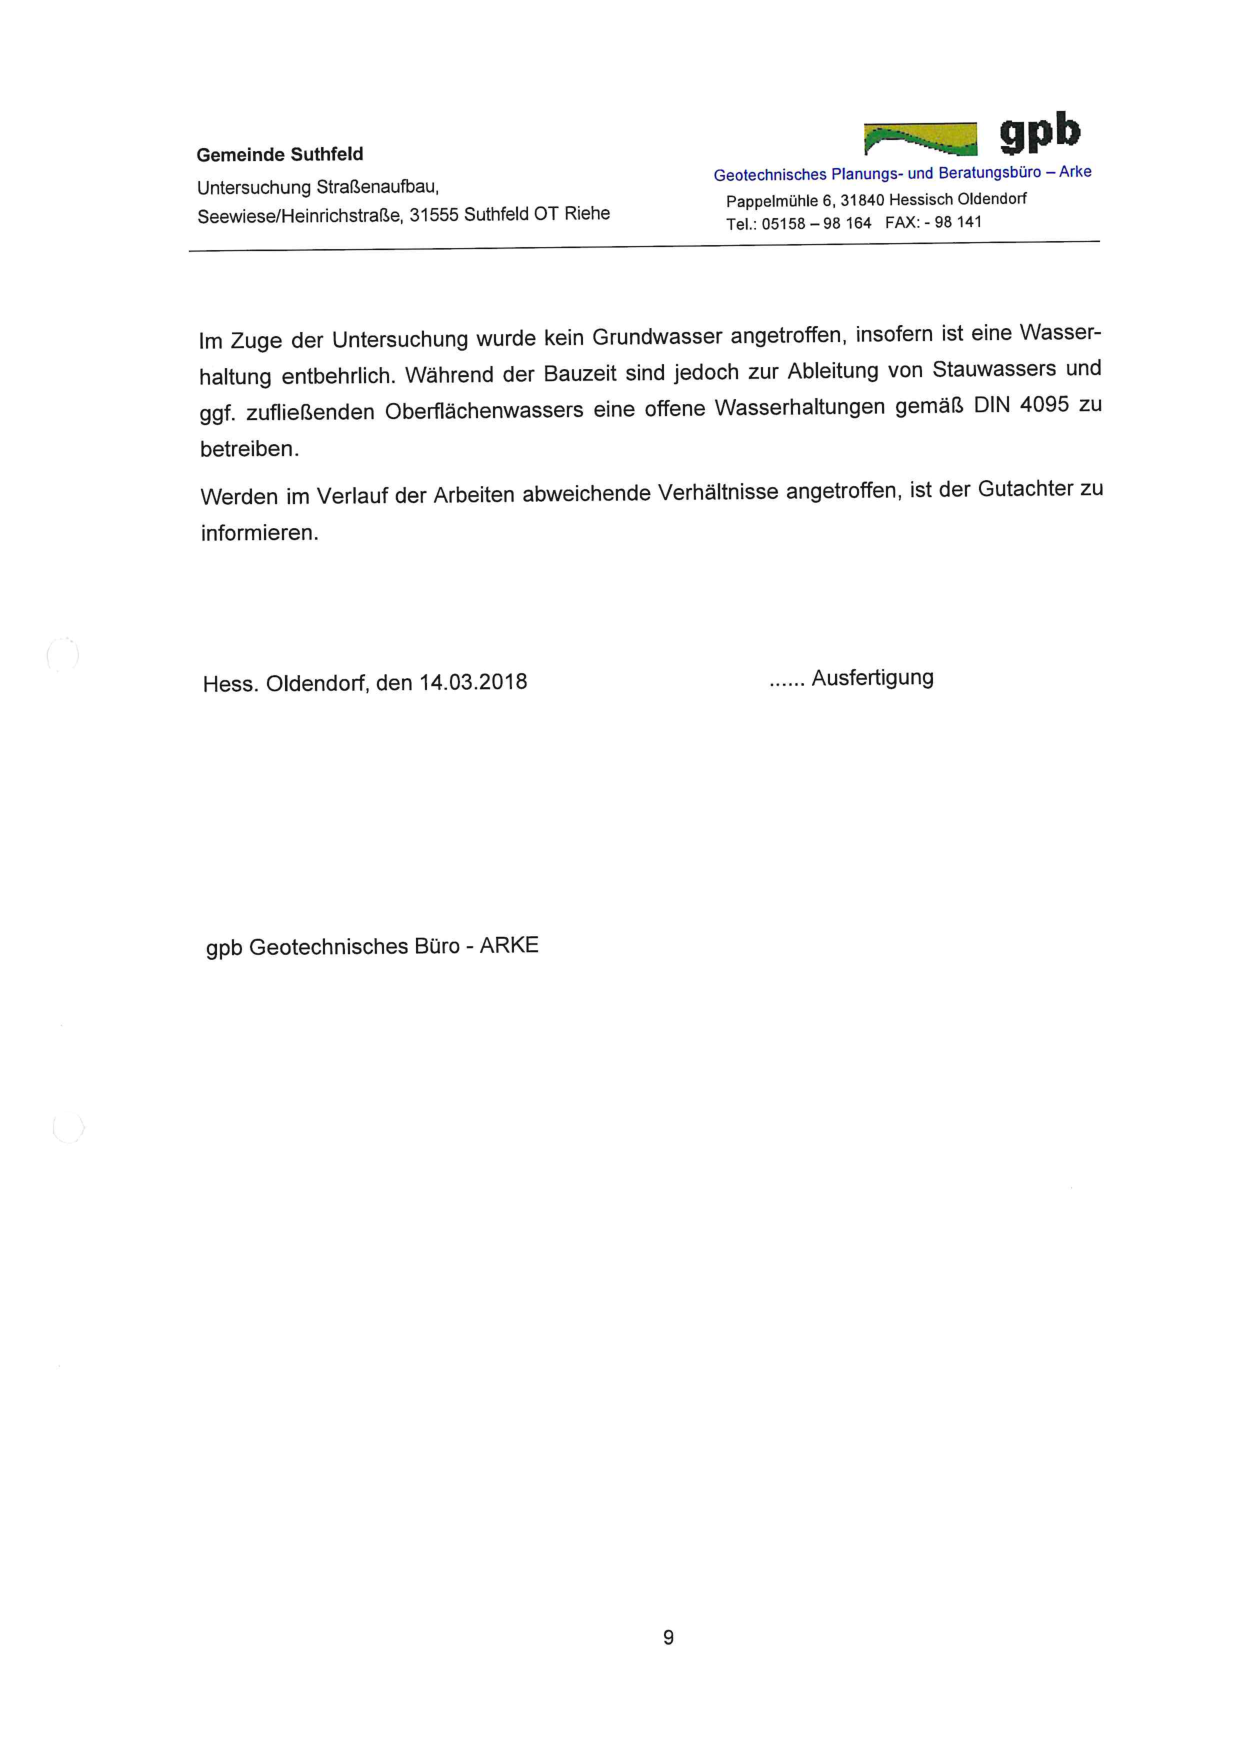 Gemeinde Suthfeld
Untersuchung Straßenaufbau,
Seewiese/Heinrichstraße, 31555 Suthfeld OT Riehe
gpb
Geotechnisches Planungs- und Beratungsbüro – Arke
Pappelmühle 6, 31840 Hessisch Oldendorf
Tel.: 05158 – 98 164 FAX: - 98 141
Im Zuge der Untersuchung wurde kein Grundwasser angetroffen, insofern ist eine Wasser-
haltung entbehrlich. Während der Bauzeit sind jedoch zur Ableitung von Stauwassers und
ggf. zufließenden Oberflächenwassers eine offene Wasserhaltungen gemäß DIN 4095 zu
betreiben.
Werden im Verlauf der Arbeiten abweichende Verhältnisse angetroffen, ist der Gutachter zu
informieren.
Hess. Oldendorf, den 14.03.2018 ...... Ausfertigung
gpb Geotechnisches Büro - ARKE
9